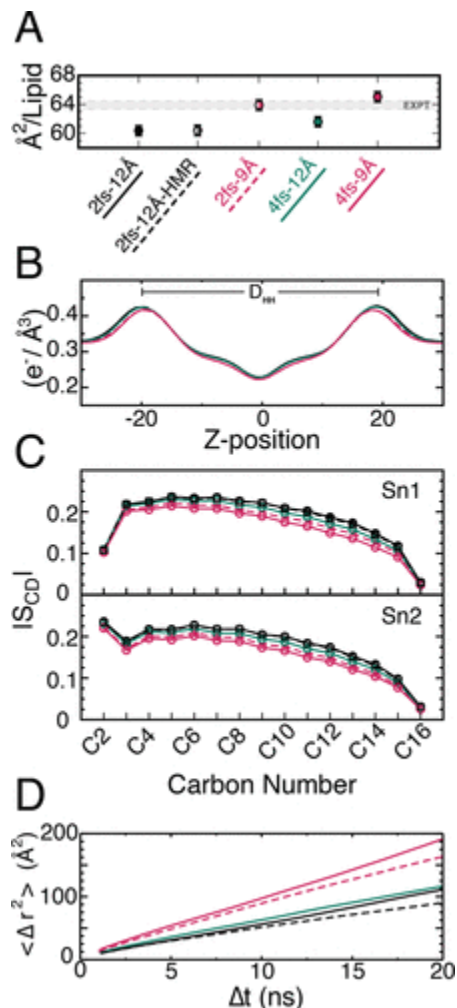 A
Å²/Lipid
68
64
60
EXPT
2fs-12Å
2fs-12Å-HMR
2fs-9Å
4fs-12Å
4fs-9Å
B
(e⁻/Å³)
0.4
0.3
0.2
D_HH
-20
0
20
Z-position
C
|S_CD|
0.2
0.1
0
Sn1
0.2
0.1
0
Sn2
C2
C4
C6
C8
C10
C12
C14
C16
Carbon Number
D
<Δr²> (Å²)
200
100
0
5
10
15
20
Δt (ns)